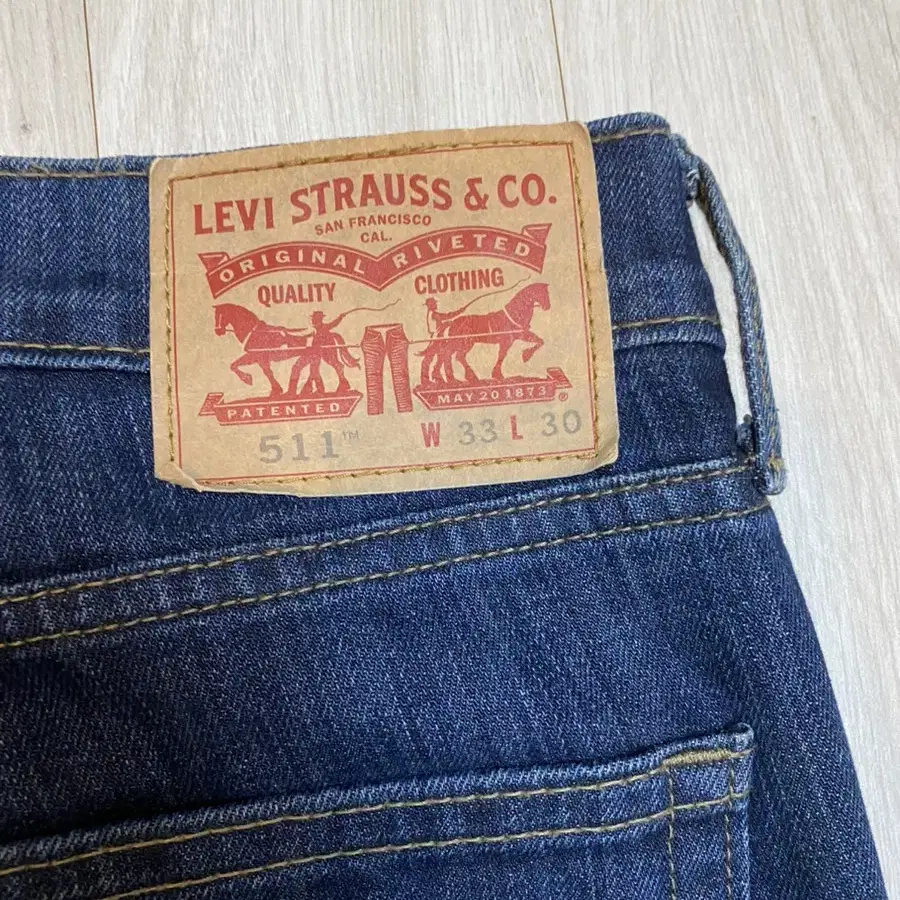 LEVI STRAUSS & CO.
SAN FRANCISCO
CAL.
ORIGINAL RIVETED
QUALITY CLOTHING
PATENTED MAY 20 1873 ®
511™ W 33 L 30